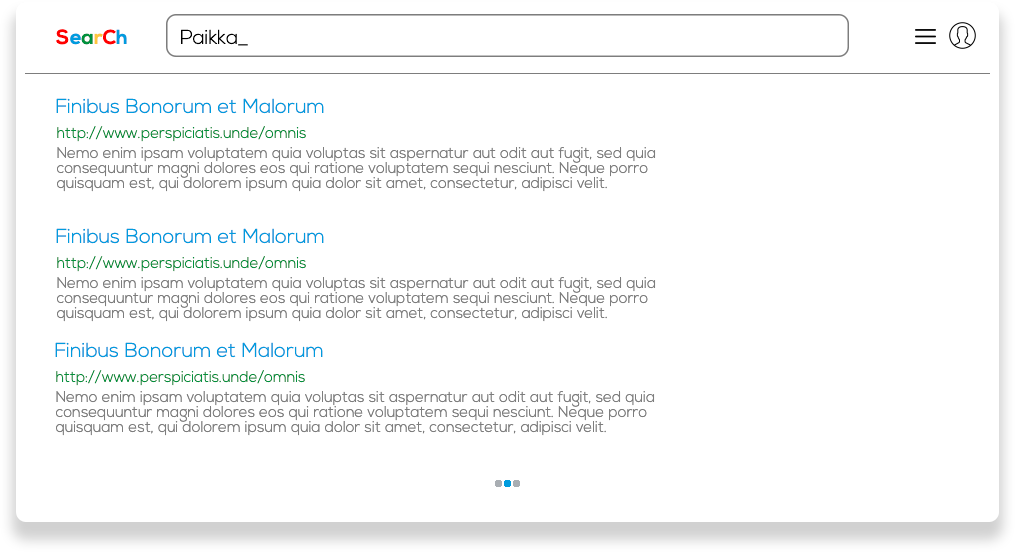 SearCh
Paikka_
Finibus Bonorum et Malorum
http://www.perspiciatis.unde/omnis
Nemo enim ipsam voluptatem quia voluptas sit aspernatur aut odit aut fugit, sed quia
consequuntur magni dolores eos qui ratione voluptatem sequi nesciunt. Neque porro
quisquam est, qui dolorem ipsum quia dolor sit amet, consectetur, adipisci velit.
Finibus Bonorum et Malorum
http://www.perspiciatis.unde/omnis
Nemo enim ipsam voluptatem quia voluptas sit aspernatur aut odit aut fugit, sed quia
consequuntur magni dolores eos qui ratione voluptatem sequi nesciunt. Neque porro
quisquam est, qui dolorem ipsum quia dolor sit amet, consectetur, adipisci velit.
Finibus Bonorum et Malorum
http://www.perspiciatis.unde/omnis
Nemo enim ipsam voluptatem quia voluptas sit aspernatur aut odit aut fugit, sed quia
consequuntur magni dolores eos qui ratione voluptatem sequi nesciunt. Neque porro
quisquam est, qui dolorem ipsum quia dolor sit amet, consectetur, adipisci velit.